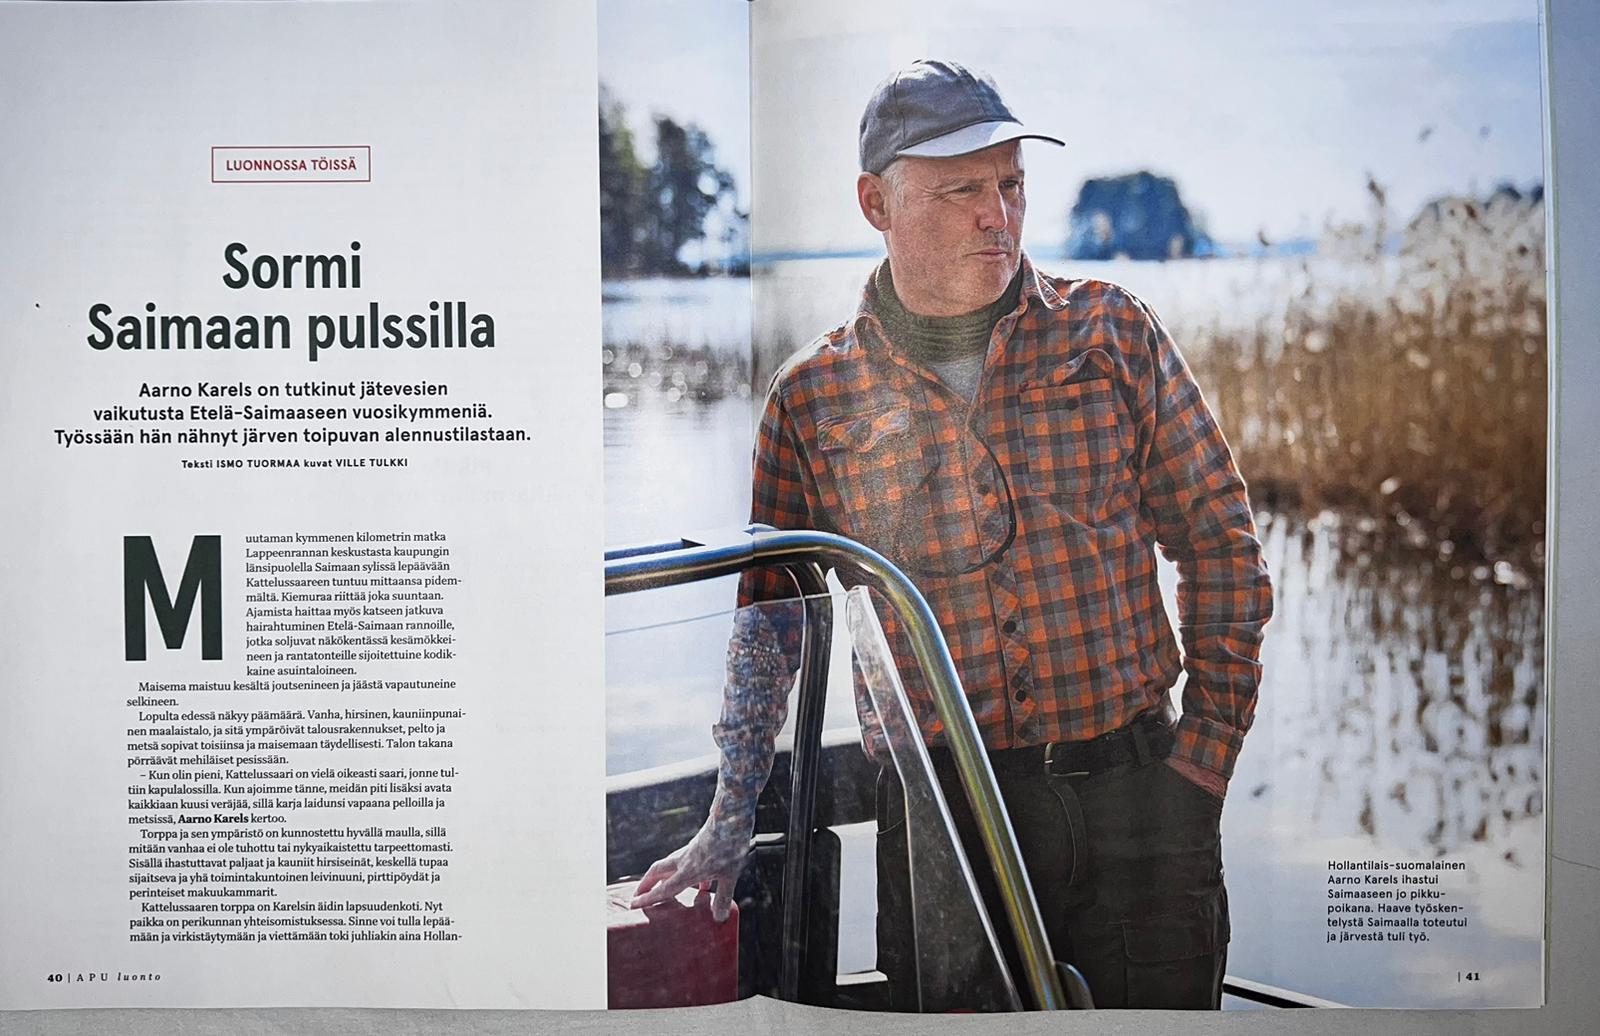 LUONNOSSA TÖISSÄ
Sormi
Saimaan pulssilla
Aarno Karels on tutkinut jätevesien
vaikutusta Etelä-Saimaaseen vuosikymmeniä.
Työssään hän nähnyt järven toipuvan alennustilastaan.
Teksti ISMO TUORMAA kuvat VILLE TULKKI
Muutaman kymmenen kilometrin matka
Lappeenrannan keskustasta kaupungin
länsipuolella Saimaan sylissä lepäävään
Kattelussaareen tuntuu mittaansa pidem-
mältä. Kiemuraa riittää joka suuntaan.
Ajamista haittaa myös katseen jatkuva
hairahtuminen Etelä-Saimaan rannoille,
jotka soljuvat näkökentässä kesämökkei-
neen ja rantatonteille sijoitettuine kodik-
kaine asuintaloineen.
Maisema maistuu kesältä joutsenineen ja jäästä vapautuneine
selkineen.
Lopulta edessä näkyy päämäärä. Vanha, hirsinen, kauniinpunai-
nen maalaistalo, ja sitä ympäröivät talousrakennukset, pelto ja
metsä sopivat toisiinsa ja maisemaan täydellisesti. Talon takana
pörräävät mehiläiset pesissään.
– Kun olin pieni, Kattelussaari on vielä oikeasti saari, jonne tul-
tiin kapulalossilla. Kun ajoimme tänne, meidän piti lisäksi avata
kaikkiaan kuusi veräjää, sillä karja laidunsi vapaana pelloilla ja
metsissä, Aarno Karels kertoo.
Torppa ja sen ympäristö on kunnostettu hyvällä maulla, sillä
mitään vanhaa ei ole tuhottu tai nykyaikaistettu tarpeettomasti.
Sisällä ihastuttavat paljaat ja kauniit hirsiseinät, keskellä tupaa
sijaitseva ja yhä toimintakuntoinen leivinuuni, pirttipöydät ja
perinteiset makuukammarit.
Kattelussaaren torppa on Karelsin äidin lapsuudenkoti. Nyt
paikka on perikunnan yhteisomistuksessa. Sinne voi tulla lepää-
mään ja virkistäytymään ja viettämään toki juhliakin aina Hollan-
40 | APU luonto
Hollantilais-suomalainen
Aarno Karels ihastui
Saimaaseen jo pikku-
poikana. Haave työsken-
telystä Saimaalla toteutui
ja järvestä tuli työ.
| 41